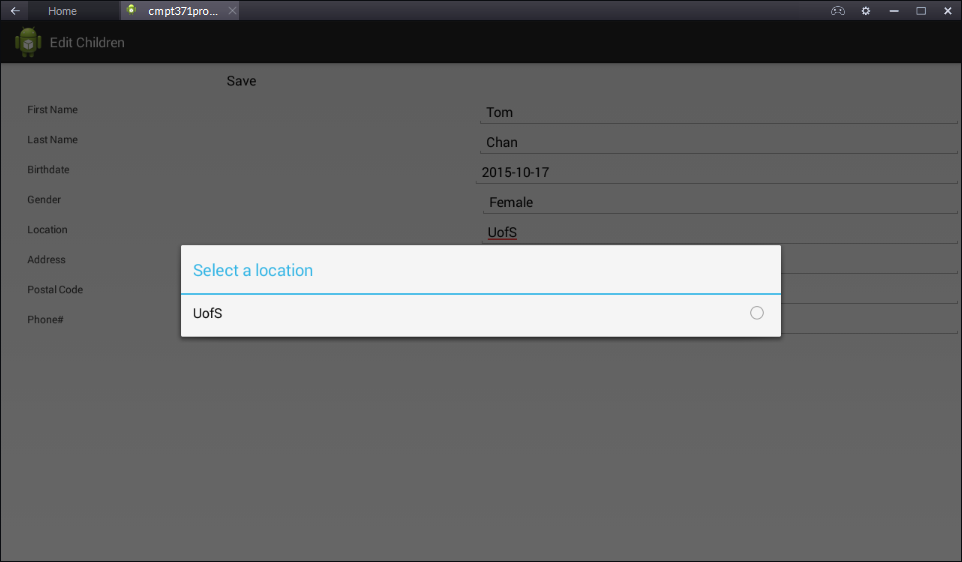 Home
cmpt371pro...
Edit Children
Save
First Name Tom
Last Name Chan
Birthdate 2015-10-17
Gender Female
Location UofS
Address
Postal Code
Phone#
Select a location
UofS